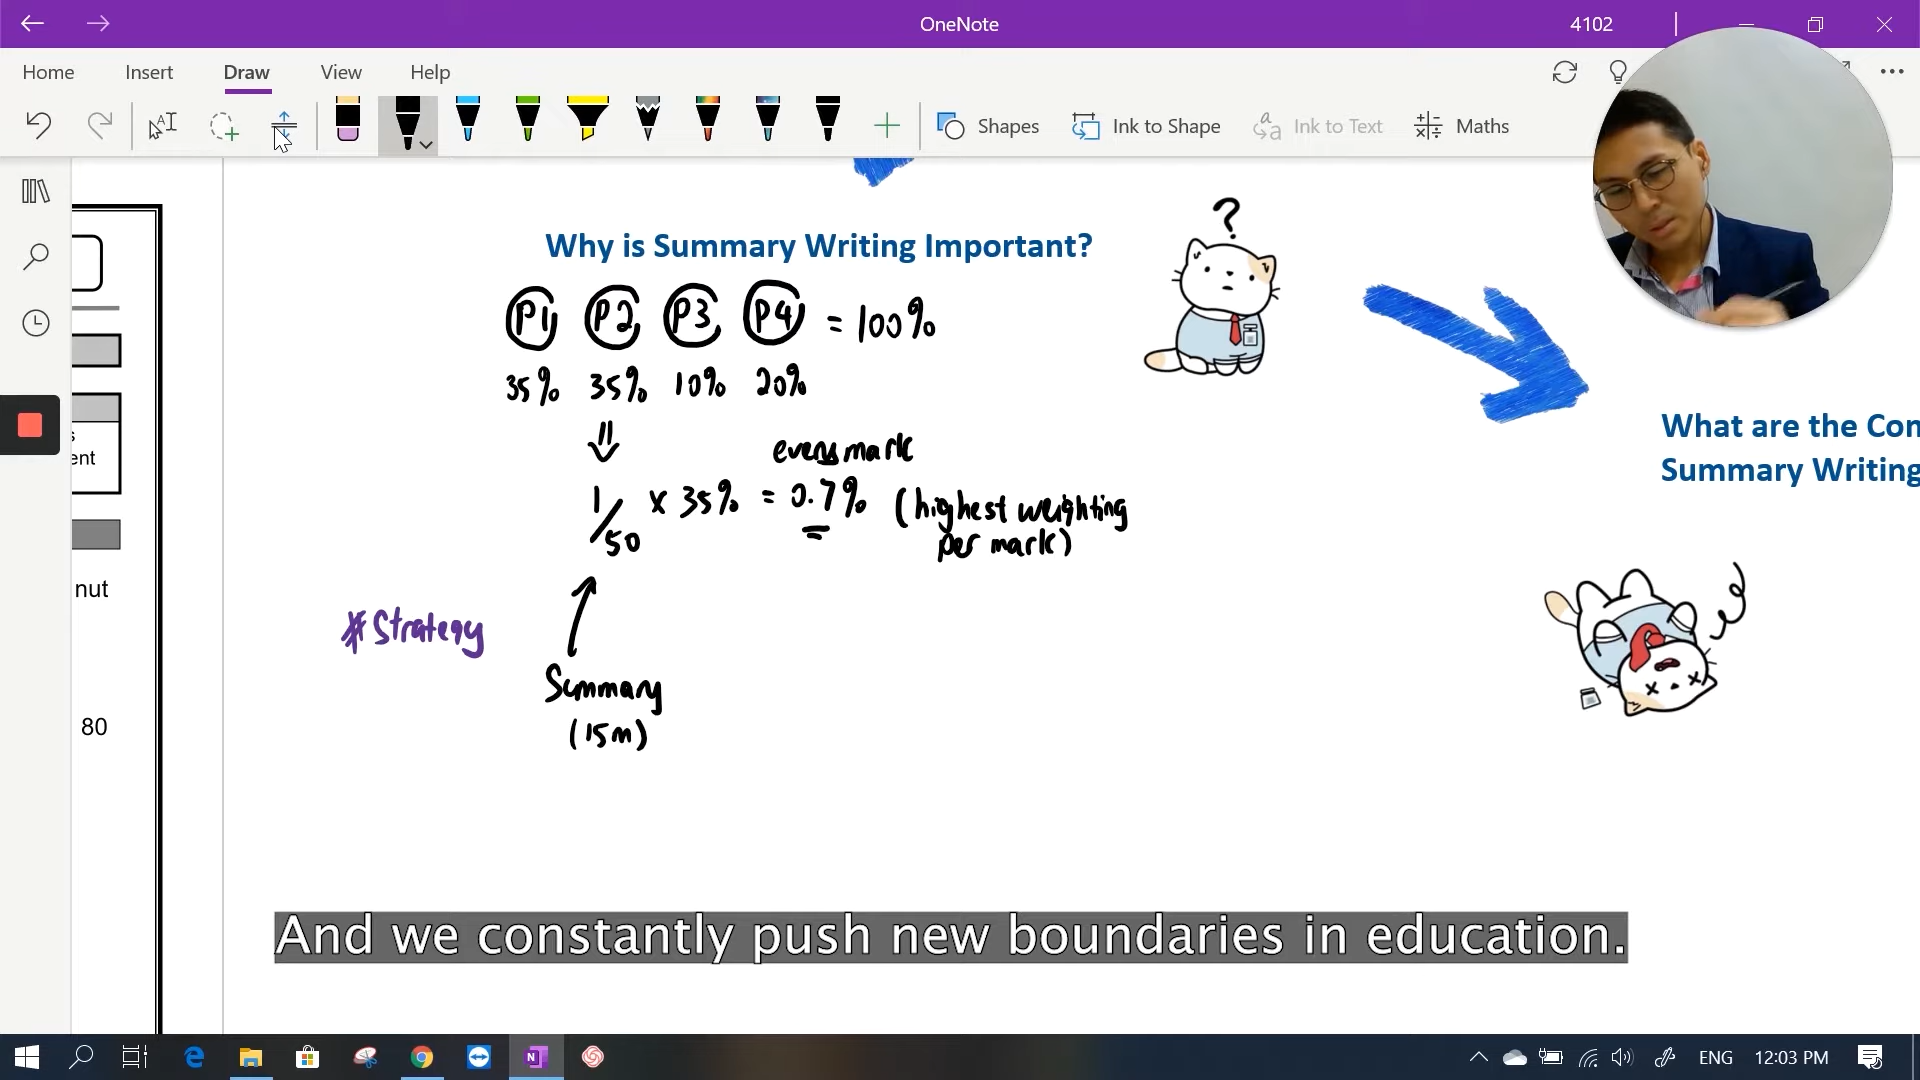 OneNote
4102
Home Insert Draw View Help
Shapes Ink to Shape Ink to Text Maths
Why is Summary Writing Important?
?
P1 P2 P3 P4 = 100%
35% 35% 10% 20%
every mark
1/50 x 35% = 0.7% (highest weighting
per mark)
#Strategy
Summary
(15m)
What are the Con
Summary Writing
s
ent
nut
80
And we constantly push new boundaries in education.
ENG 12:03 PM